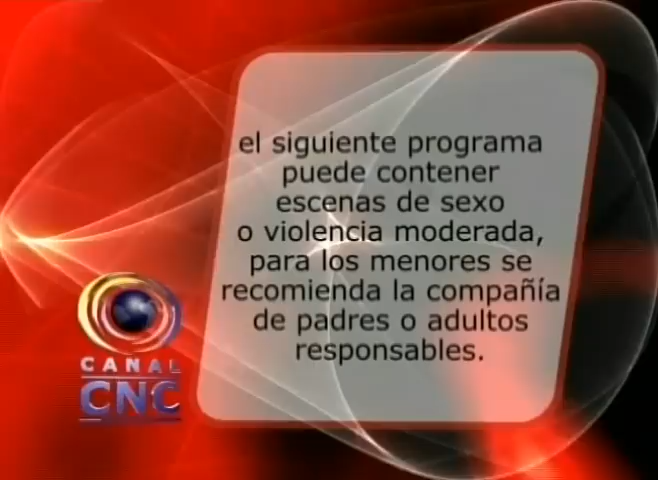 el siguiente programa
puede contener
escenas de sexo
o violencia moderada,
para los menores se
recomienda la compañía
de padres o adultos
responsables.
CANAL
CNC